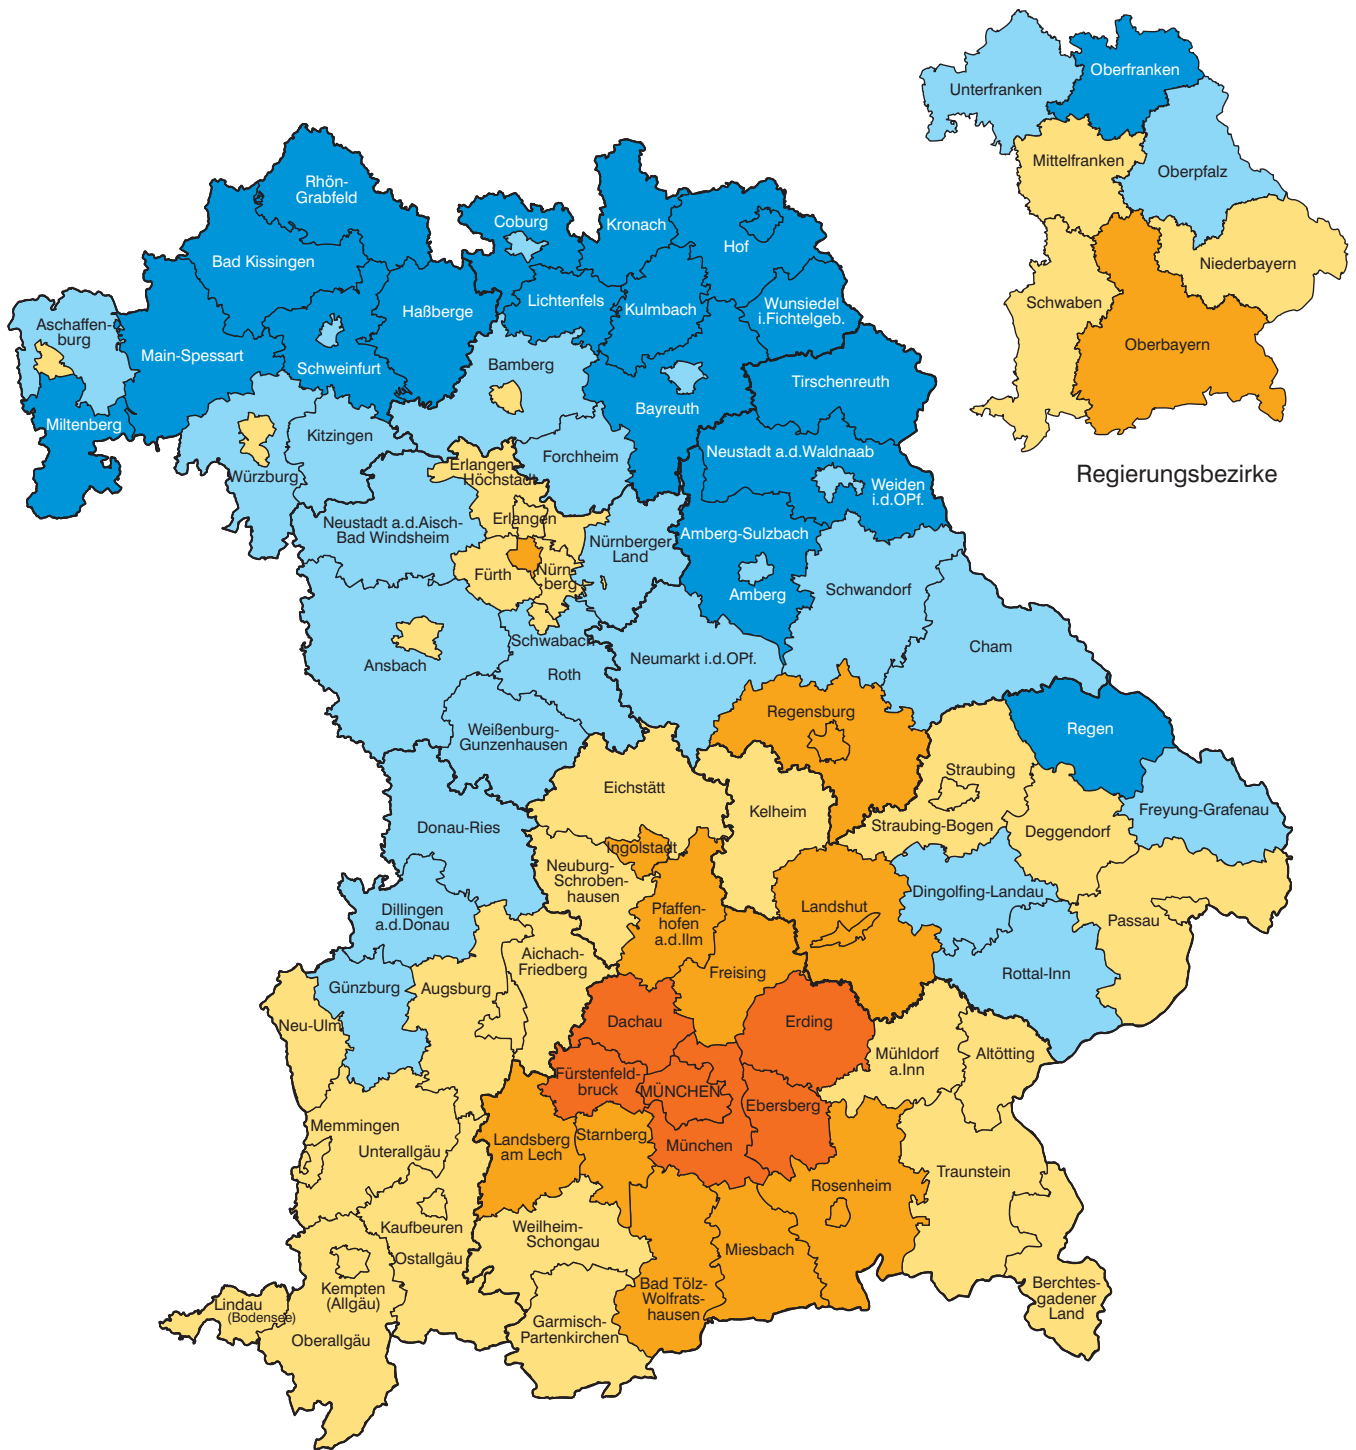 Oberfranken
Unterfranken
Mittelfranken
Oberpfalz
Niederbayern
Schwaben
Oberbayern
Regierungsbezirke
Rhön-
Grabfeld
Coburg
Kronach
Hof
Bad Kissingen
Lichtenfels
Kulmbach
Wunsiedel
i.Fichtelgeb.
Haßberge
Aschaffen-
burg
Main-Spessart
Schweinfurt
Bamberg
Bayreuth
Tirschenreuth
Miltenberg
Kitzingen
Würzburg
Erlangen-
Höchstadt
Forchheim
Neustadt a.d.Waldnaab
Weiden
i.d.OPf.
Neustadt a.d.Aisch-
Bad Windsheim
Erlangen
Nürnberger
Land
Amberg-Sulzbach
Fürth
Nürn-
berg
Amberg
Schwandorf
Ansbach
Schwabach
Roth
Neumarkt i.d.OPf.
Cham
Weißenburg-
Gunzenhausen
Regensburg
Regen
Eichstätt
Kelheim
Straubing
Straubing-Bogen
Deggendorf
Freyung-Grafenau
Donau-Ries
Ingolstadt
Neuburg-
Schroben-
hausen
Dillingen
a.d.Donau
Pfaffen-
hofen
a.d.Ilm
Landshut
Dingolfing-Landau
Passau
Aichach-
Friedberg
Freising
Rottal-Inn
Günzburg
Augsburg
Neu-Ulm
Dachau
Erding
Mühldorf
a.Inn
Altötting
Fürstenfeld-
bruck
MÜNCHEN
Ebersberg
Memmingen
Unterallgäu
Landsberg
am Lech
Starnberg
München
Traunstein
Rosenheim
Kaufbeuren
Ostallgäu
Weilheim-
Schongau
Miesbach
Bad Tölz-
Wolfrats-
hausen
Berchtes-
gadener
Land
Kempten
(Allgäu)
Lindau
(Bodensee)
Oberallgäu
Garmisch-
Partenkirchen